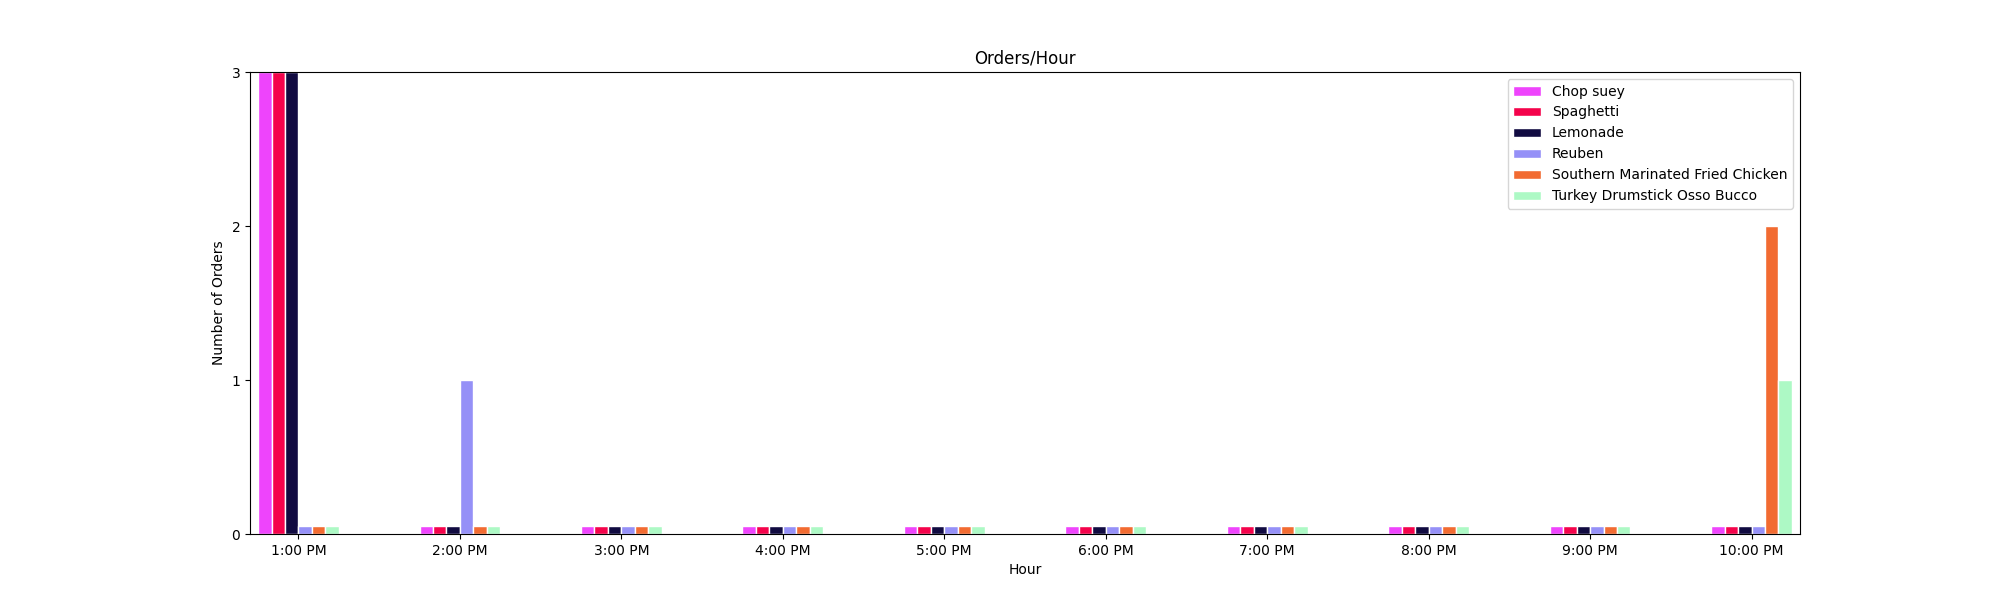 Orders/Hour
3
2
1
0
Number of Orders
Chop suey
Spaghetti
Lemonade
Reuben
Southern Marinated Fried Chicken
Turkey Drumstick Osso Bucco
1:00 PM 2:00 PM 3:00 PM 4:00 PM 5:00 PM 6:00 PM 7:00 PM 8:00 PM 9:00 PM 10:00 PM
Hour